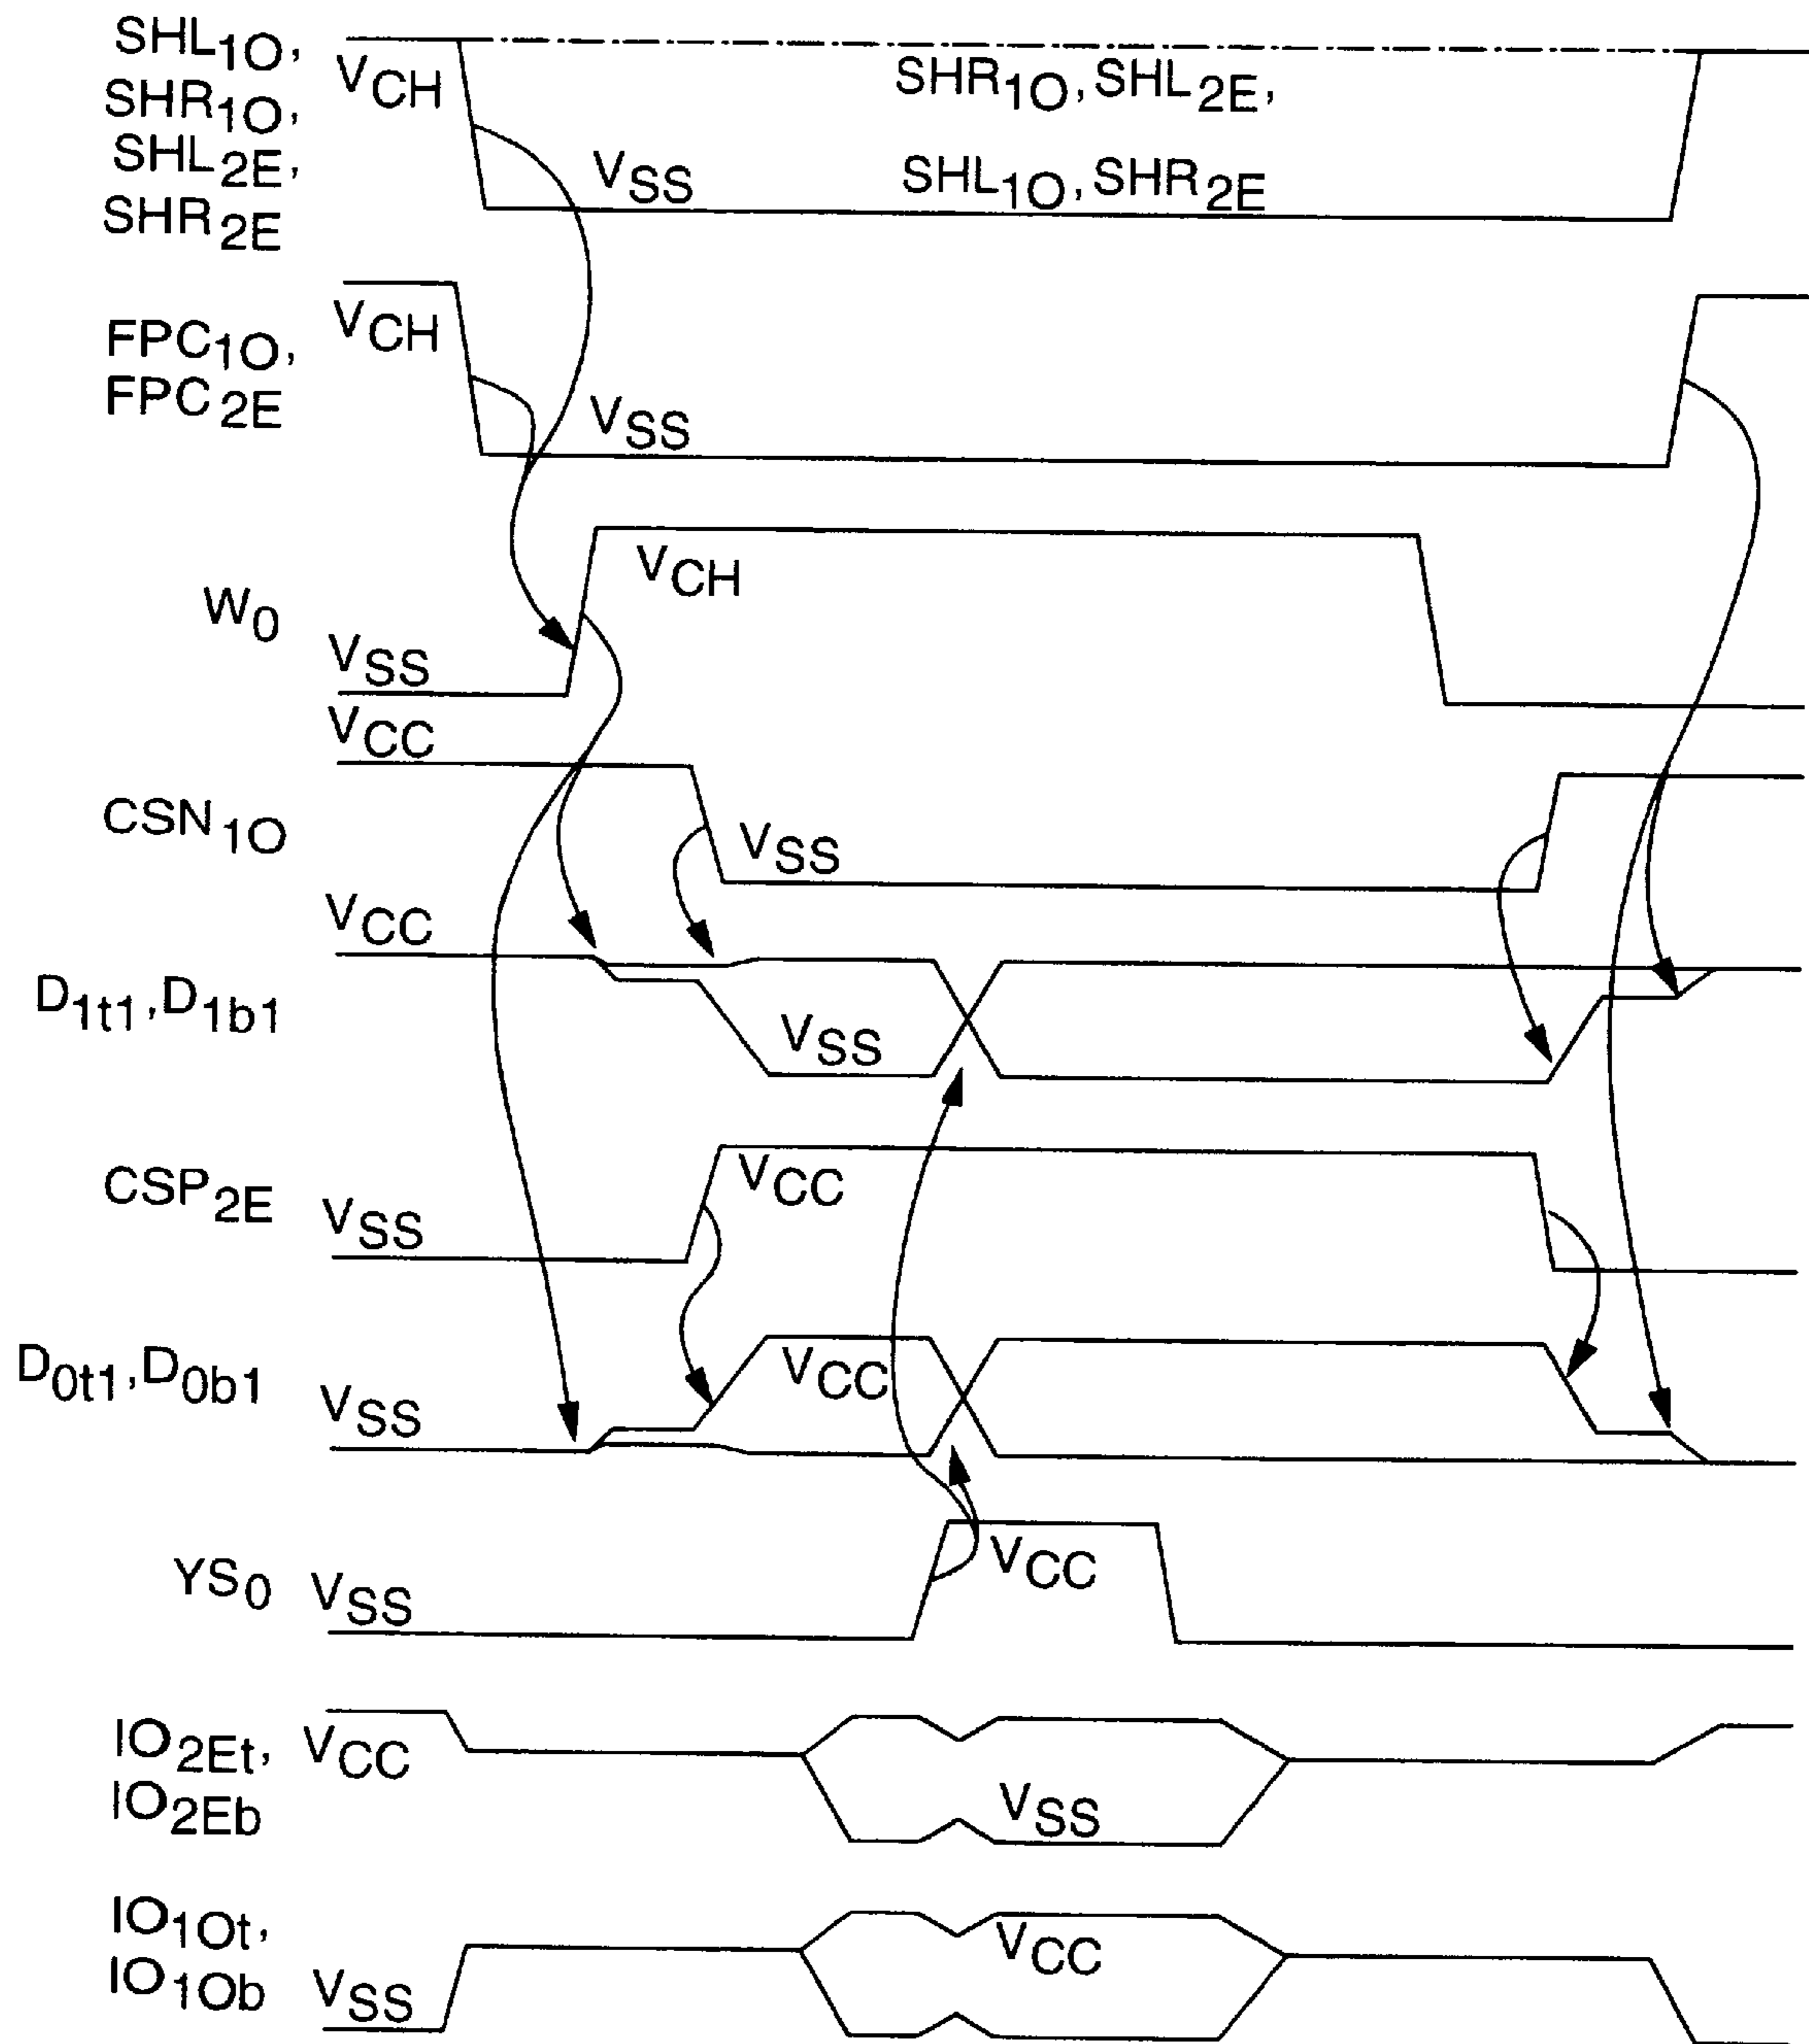 SHL1O,
SHR1O,
SHL2E,
SHR2E
VCH
SHR1O, SHL2E,
VSS
SHL1O, SHR2E
FPC1O,
FPC2E
VCH
VSS
W0
VCH
VSS
VCC
CSN1O
VSS
VCC
D1t1, D1b1
VSS
CSP2E
VCC
VSS
D0t1, D0b1
VCC
VSS
YS0
VCC
VSS
IO2Et,
IO2Eb
VCC
VSS
IO1Ot,
IO1Ob
VCC
VSS